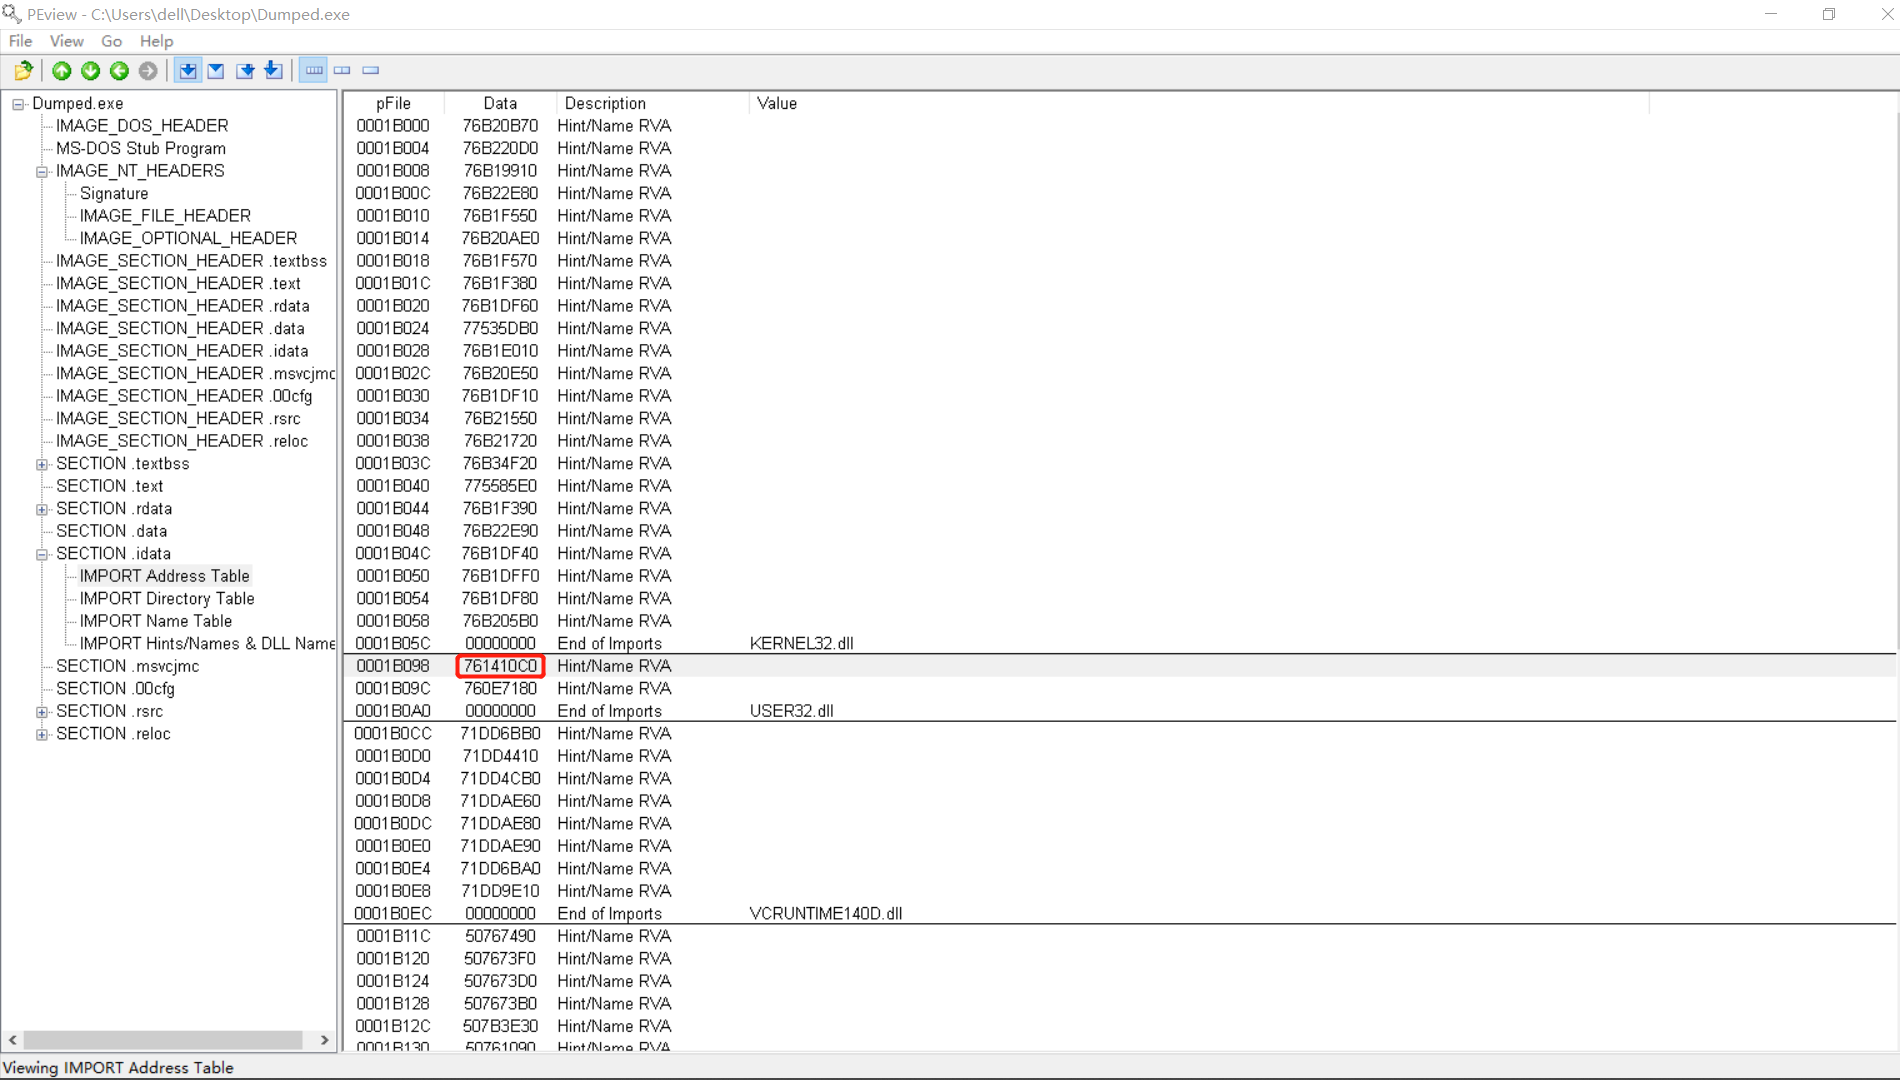 PEview - C:\Users\dell\Desktop\Dumped.exe
File View Go Help
Dumped.exe
IMAGE_DOS_HEADER
MS-DOS Stub Program
IMAGE_NT_HEADERS
Signature
IMAGE_FILE_HEADER
IMAGE_OPTIONAL_HEADER
IMAGE_SECTION_HEADER .textbss
IMAGE_SECTION_HEADER .text
IMAGE_SECTION_HEADER .rdata
IMAGE_SECTION_HEADER .data
IMAGE_SECTION_HEADER .idata
IMAGE_SECTION_HEADER .msvcjmc
IMAGE_SECTION_HEADER .00cfg
IMAGE_SECTION_HEADER .rsrc
IMAGE_SECTION_HEADER .reloc
SECTION .textbss
SECTION .text
SECTION .rdata
SECTION .data
SECTION .idata
IMPORT Address Table
IMPORT Directory Table
IMPORT Name Table
IMPORT Hints/Names & DLL Name
SECTION .msvcjmc
SECTION .00cfg
SECTION .rsrc
SECTION .reloc
pFile Data Description Value
0001B000 76B20B70 Hint/Name RVA
0001B004 76B220D0 Hint/Name RVA
0001B008 76B19910 Hint/Name RVA
0001B00C 76B22E80 Hint/Name RVA
0001B010 76B1F550 Hint/Name RVA
0001B014 76B20AE0 Hint/Name RVA
0001B018 76B1F570 Hint/Name RVA
0001B01C 76B1F380 Hint/Name RVA
0001B020 76B1DF60 Hint/Name RVA
0001B024 77535DB0 Hint/Name RVA
0001B028 76B1E010 Hint/Name RVA
0001B02C 76B20E50 Hint/Name RVA
0001B030 76B1DF10 Hint/Name RVA
0001B034 76B21550 Hint/Name RVA
0001B038 76B21720 Hint/Name RVA
0001B03C 76B34F20 Hint/Name RVA
0001B040 775585E0 Hint/Name RVA
0001B044 76B1F390 Hint/Name RVA
0001B048 76B22E90 Hint/Name RVA
0001B04C 76B1DF40 Hint/Name RVA
0001B050 76B1DFF0 Hint/Name RVA
0001B054 76B1DF80 Hint/Name RVA
0001B058 76B205B0 Hint/Name RVA
0001B05C 00000000 End of Imports KERNEL32.dll
0001B098 761410C0 Hint/Name RVA
0001B09C 760E7180 Hint/Name RVA
0001B0A0 00000000 End of Imports USER32.dll
0001B0CC 71DD6BB0 Hint/Name RVA
0001B0D0 71DD4410 Hint/Name RVA
0001B0D4 71DD4CB0 Hint/Name RVA
0001B0D8 71DDAE60 Hint/Name RVA
0001B0DC 71DDAE80 Hint/Name RVA
0001B0E0 71DDAE90 Hint/Name RVA
0001B0E4 71DD6BA0 Hint/Name RVA
0001B0E8 71DD9E10 Hint/Name RVA
0001B0EC 00000000 End of Imports VCRUNTIME140D.dll
0001B11C 50767490 Hint/Name RVA
0001B120 507673F0 Hint/Name RVA
0001B124 507673D0 Hint/Name RVA
0001B128 507673B0 Hint/Name RVA
0001B12C 507B3E30 Hint/Name RVA
0001B130 50761090 Hint/Name RVA
Viewing IMPORT Address Table